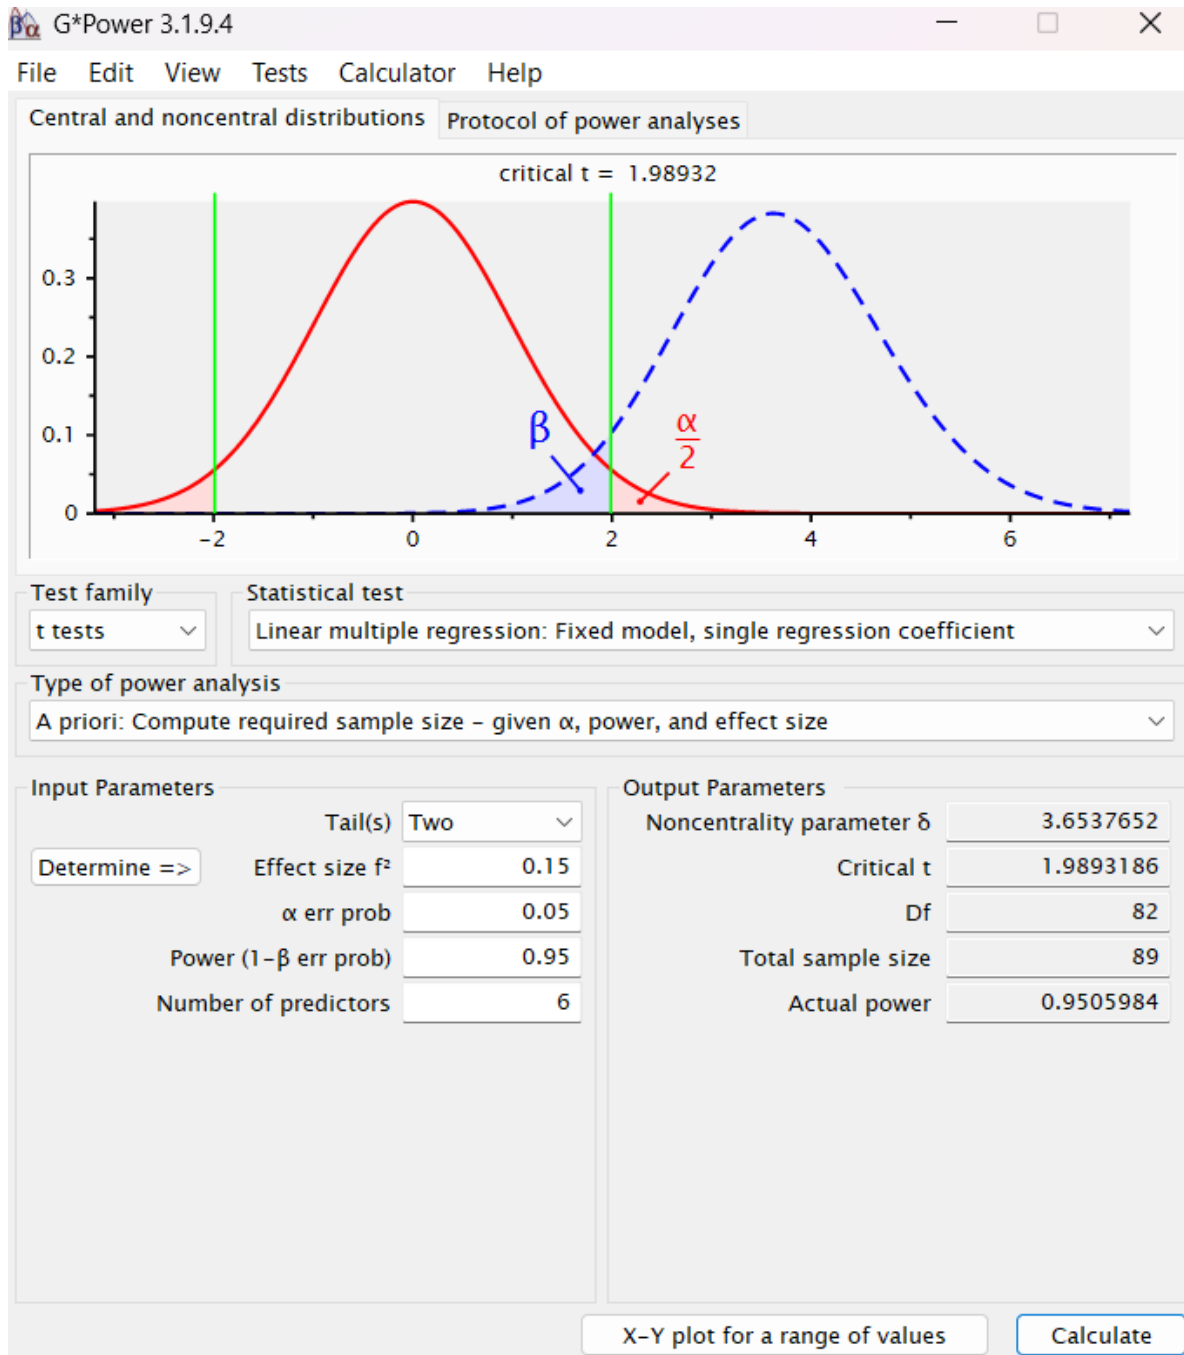 G*Power 3.1.9.4
File Edit View Tests Calculator Help
Central and noncentral distributions Protocol of power analyses
critical t = 1.98932
0.3
0.2
0.1
0
β
α
2
-2 0 2 4 6
Test family Statistical test
t tests Linear multiple regression: Fixed model, single regression coefficient
Type of power analysis
A priori: Compute required sample size – given α, power, and effect size
Input Parameters
Tail(s) Two
Determine => Effect size f² 0.15
α err prob 0.05
Power (1-β err prob) 0.95
Number of predictors 6
Output Parameters
Noncentrality parameter δ 3.6537652
Critical t 1.9893186
Df 82
Total sample size 89
Actual power 0.9505984
X-Y plot for a range of values Calculate